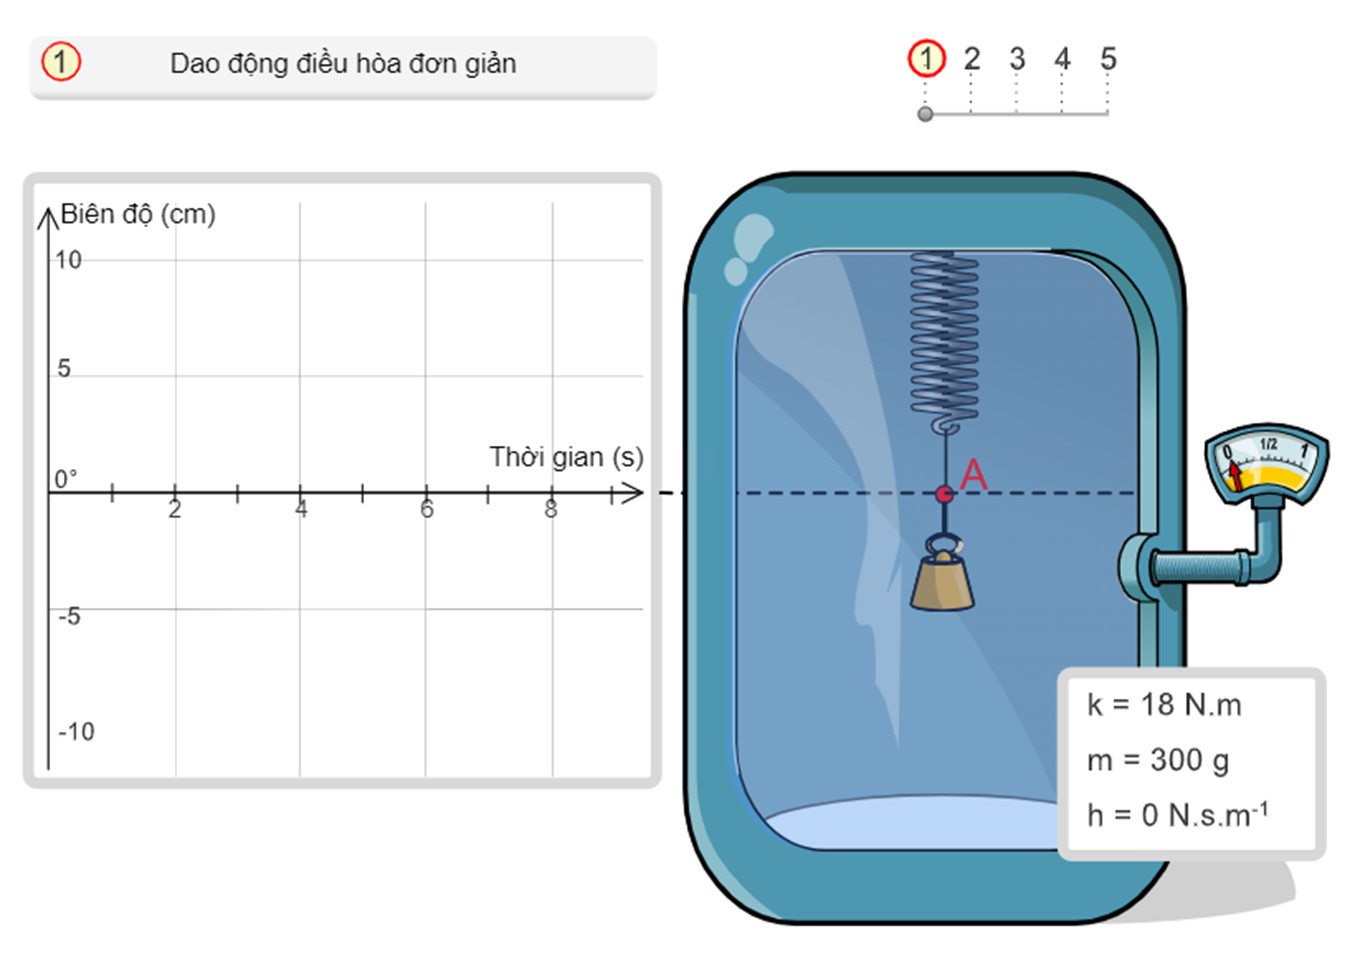 1 Dao động điều hòa đơn giản
1 2 3 4 5
Biên độ (cm)
10
5
Thời gian (s)
0°
2 4 6 8
-5
-10
A
0 1/2 1
k = 18 N.m
m = 300 g
h = 0 N.s.m⁻¹